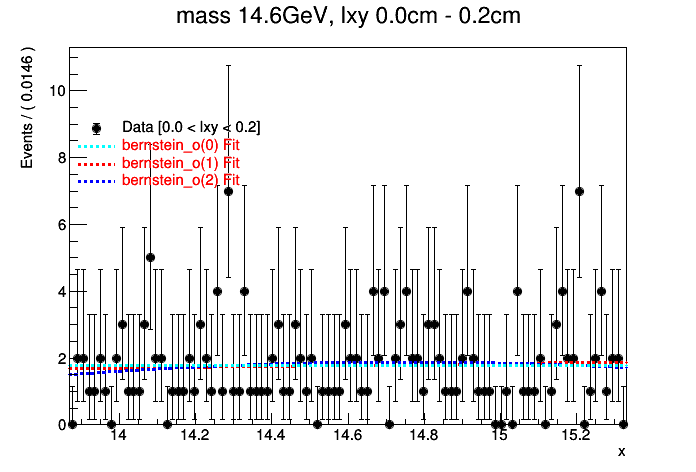 mass 14.6GeV, lxy 0.0cm - 0.2cm
Events / ( 0.0146 )
10
8
6
4
2
0
Data [0.0 < lxy < 0.2]
bernstein_o(0) Fit
bernstein_o(1) Fit
bernstein_o(2) Fit
14 14.2 14.4 14.6 14.8 15 15.2
x